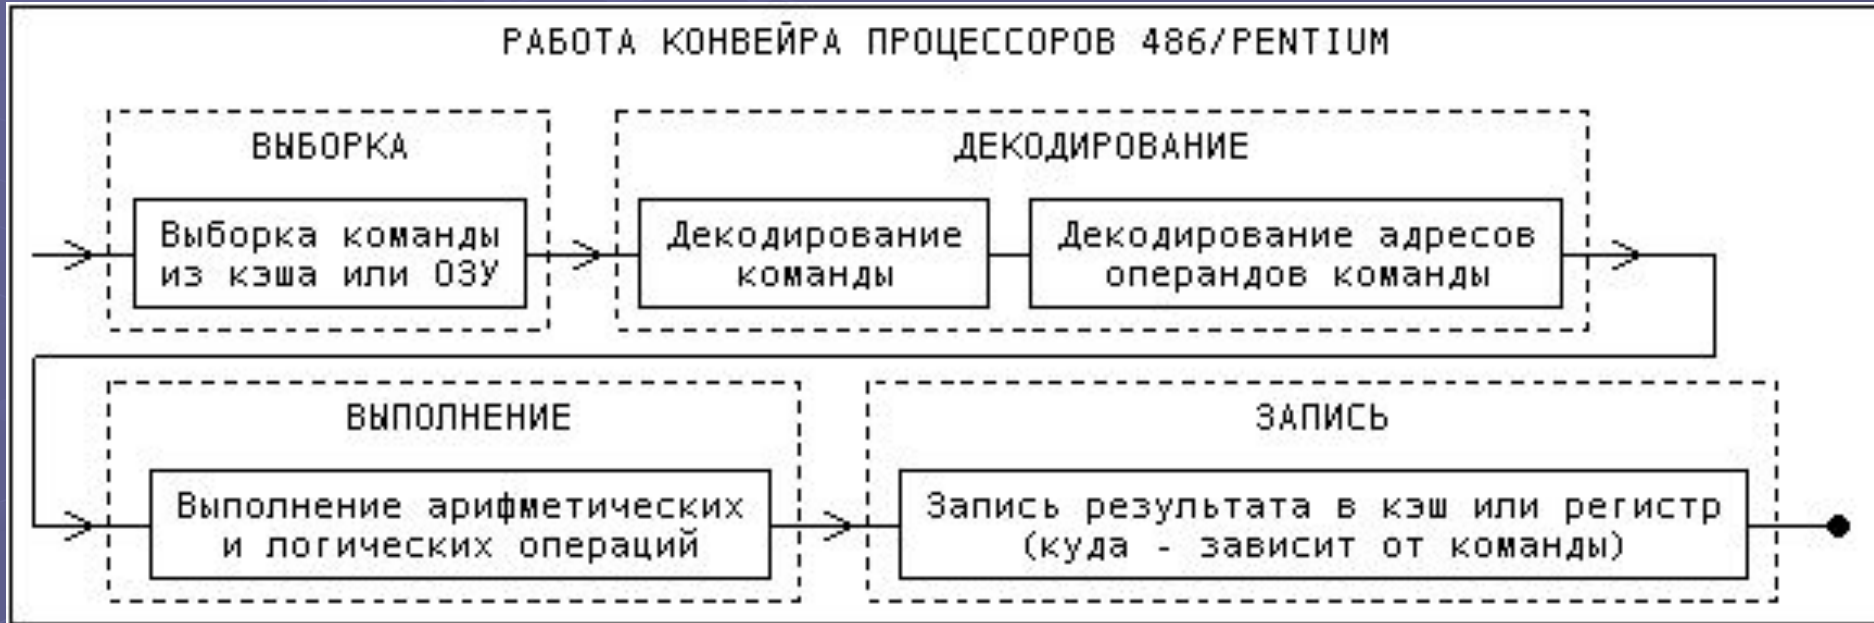 РАБОТА КОНВЕЙРА ПРОЦЕССОРОВ 486/PENTIUM
ВЫБОРКА
Выборка команды
из кэша или ОЗУ
ДЕКОДИРОВАНИЕ
Декодирование
команды
Декодирование адресов
операндов команды
ВЫПОЛНЕНИЕ
Выполнение арифметических
и логических операций
ЗАПИСЬ
Запись результата в кэш или регистр
(куда - зависит от команды)